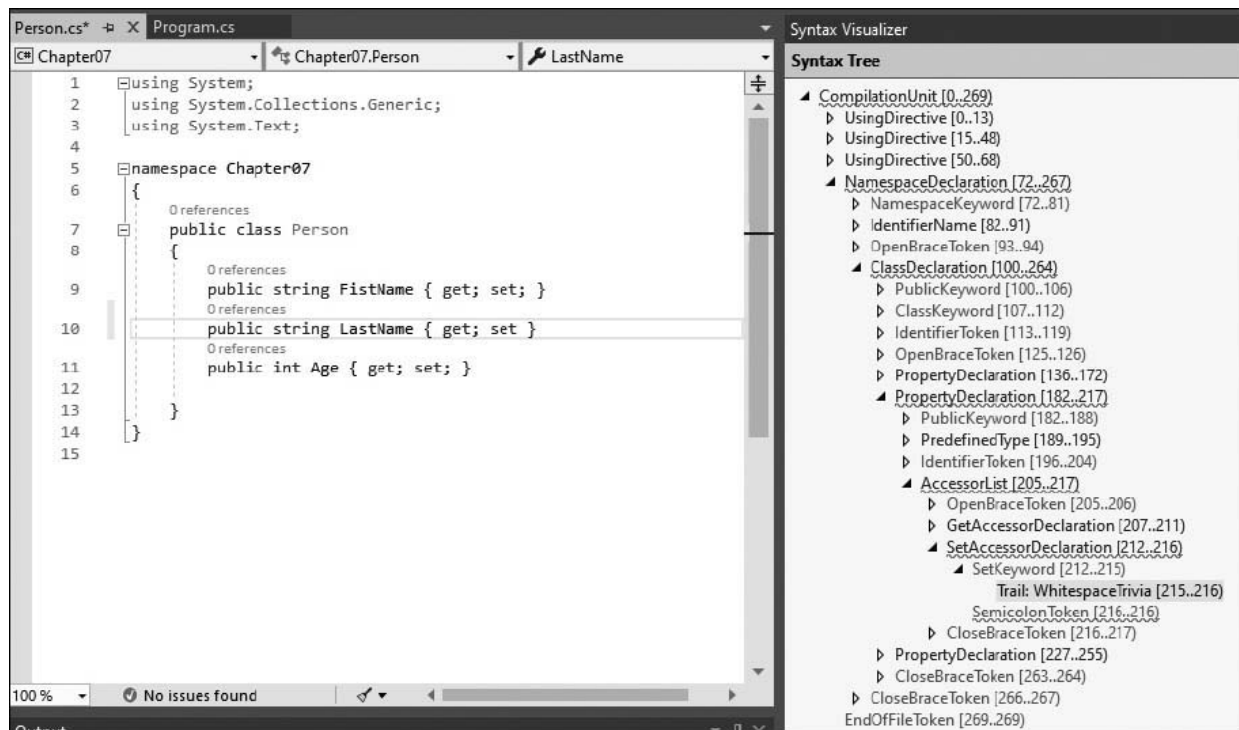 Person.cs* Program.cs
C# Chapter07 Chapter07.Person LastName
1 using System;
2 using System.Collections.Generic;
3 using System.Text;
4
5 namespace Chapter07
6 {
0 references
7 public class Person
8 {
0 references
9 public string FistName { get; set; }
0 references
10 public string LastName { get; set }
0 references
11 public int Age { get; set; }
12
13 }
14 }
15
100 % No issues found
Output
Syntax Visualizer
Syntax Tree
CompilationUnit [0..269)
UsingDirective [0..13)
UsingDirective [15..48)
UsingDirective [50..68)
NamespaceDeclaration [72..267)
NamespaceKeyword [72..81)
IdentifierName [82..91)
OpenBraceToken [93..94)
ClassDeclaration [100..264)
PublicKeyword [100..106)
ClassKeyword [107..112)
IdentifierToken [113..119)
OpenBraceToken [125..126)
PropertyDeclaration [136..172)
PropertyDeclaration [182..217)
PublicKeyword [182..188)
PredefinedType [189..195)
IdentifierToken [196..204)
AccessorList [205..217)
OpenBraceToken [205..206)
GetAccessorDeclaration [207..211)
SetAccessorDeclaration [212..216)
SetKeyword [212..215)
Trail: WhitespaceTrivia [215..216)
SemicolonToken [216..216)
CloseBraceToken [216..217)
PropertyDeclaration [227..255)
CloseBraceToken [263..264)
CloseBraceToken [266..267)
EndOfFileToken [269..269)